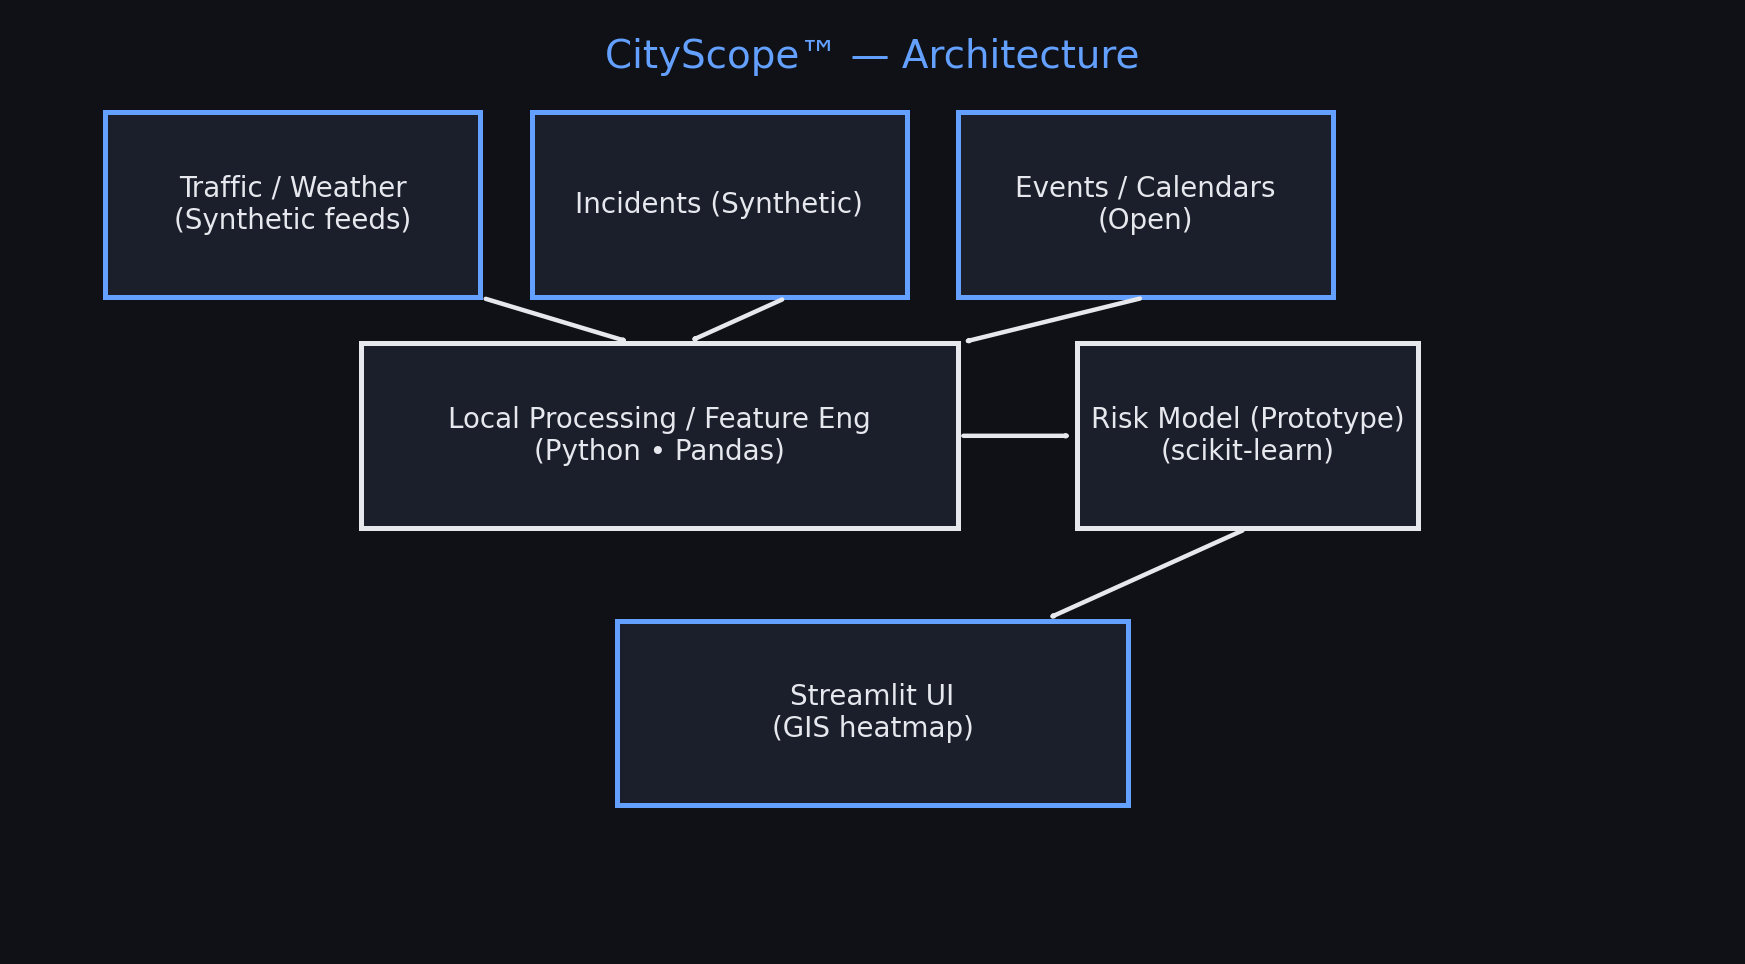 CityScope™ — Architecture
Traffic / Weather
(Synthetic feeds)
Incidents (Synthetic)
Events / Calendars
(Open)
Local Processing / Feature Eng
(Python • Pandas)
Risk Model (Prototype)
(scikit-learn)
Streamlit UI
(GIS heatmap)